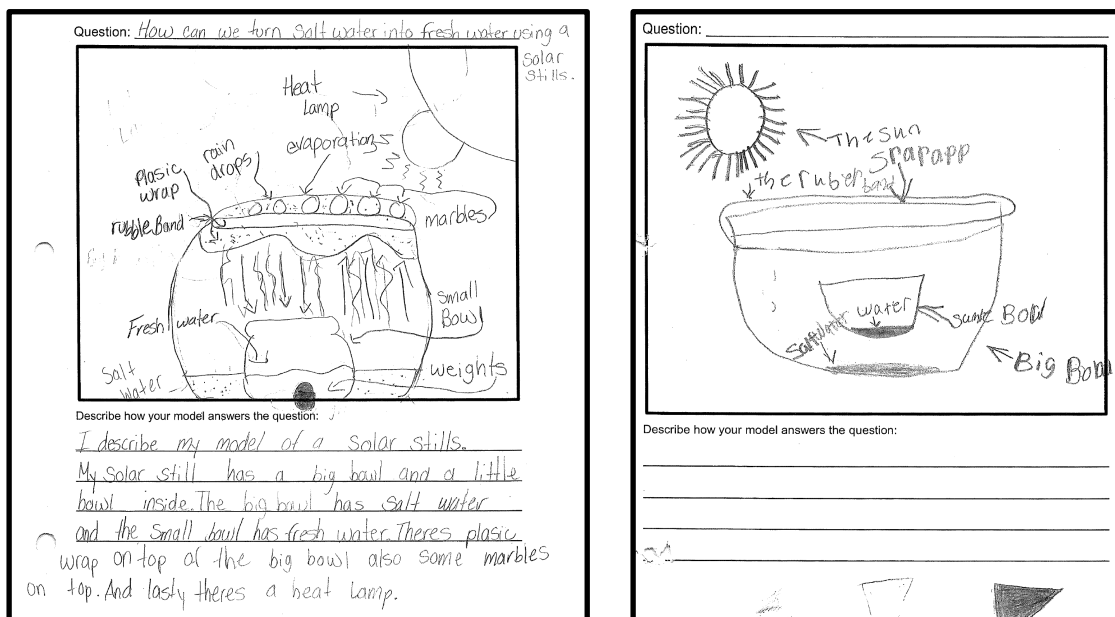 Question: How can we turn Salt water into fresh water using a
Solar
Stills.
Heat
Lamp
evaporation
rain
drops
Plasic
wrap
rubble Band
marbles
Small
Bowl
Fresh water
weights
Salt
Water
Describe how your model answers the question:
I describe my model of a Solar Stills.
My Solar still has a big bawl and a little
bowl inside. The big bawl has salt water
and the small bowl has fresh water. Theres plasic
wrap on top of the big bowl also some marbles
on top. And lasty theres a heat Lamp.
Question:
The Sun
Srarapp
the ruber band
water
Saltwater
Bowl
Big Bowl
Describe how your model answers the question: